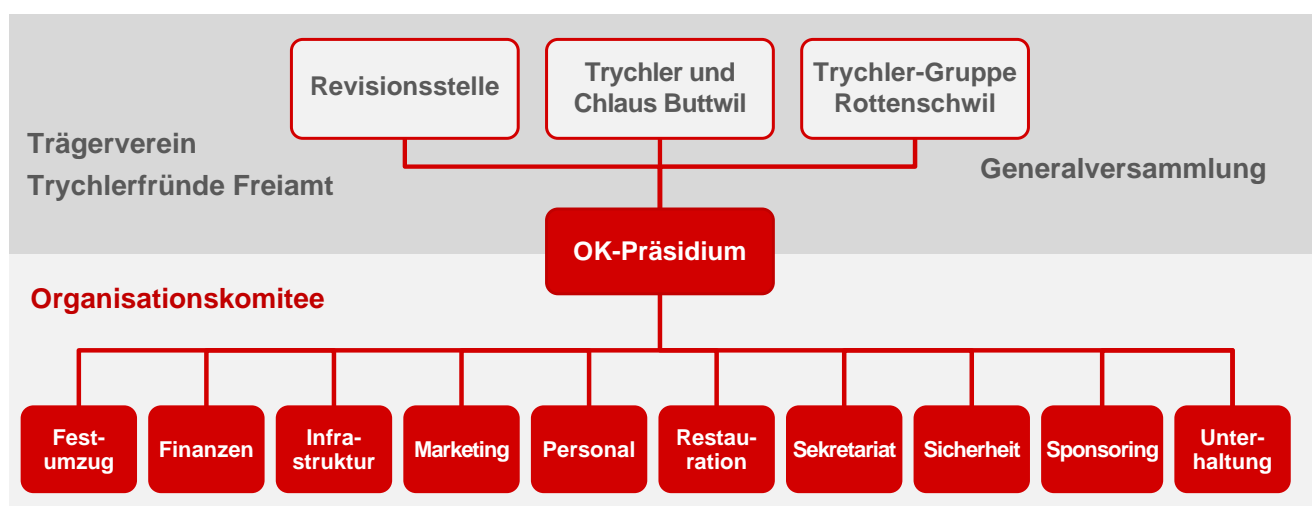 Revisionsstelle
Trychler und
Chlaus Buttwil
Trychler-Gruppe
Rottenschwil
Trägerverein
Trychlerfründe Freiamt
Generalversammlung
OK-Präsidium
Organisationskomitee
Fest-
umzug
Finanzen
Infra-
struktur
Marketing
Personal
Restau-
ration
Sekretariat
Sicherheit
Sponsoring
Unter-
haltung